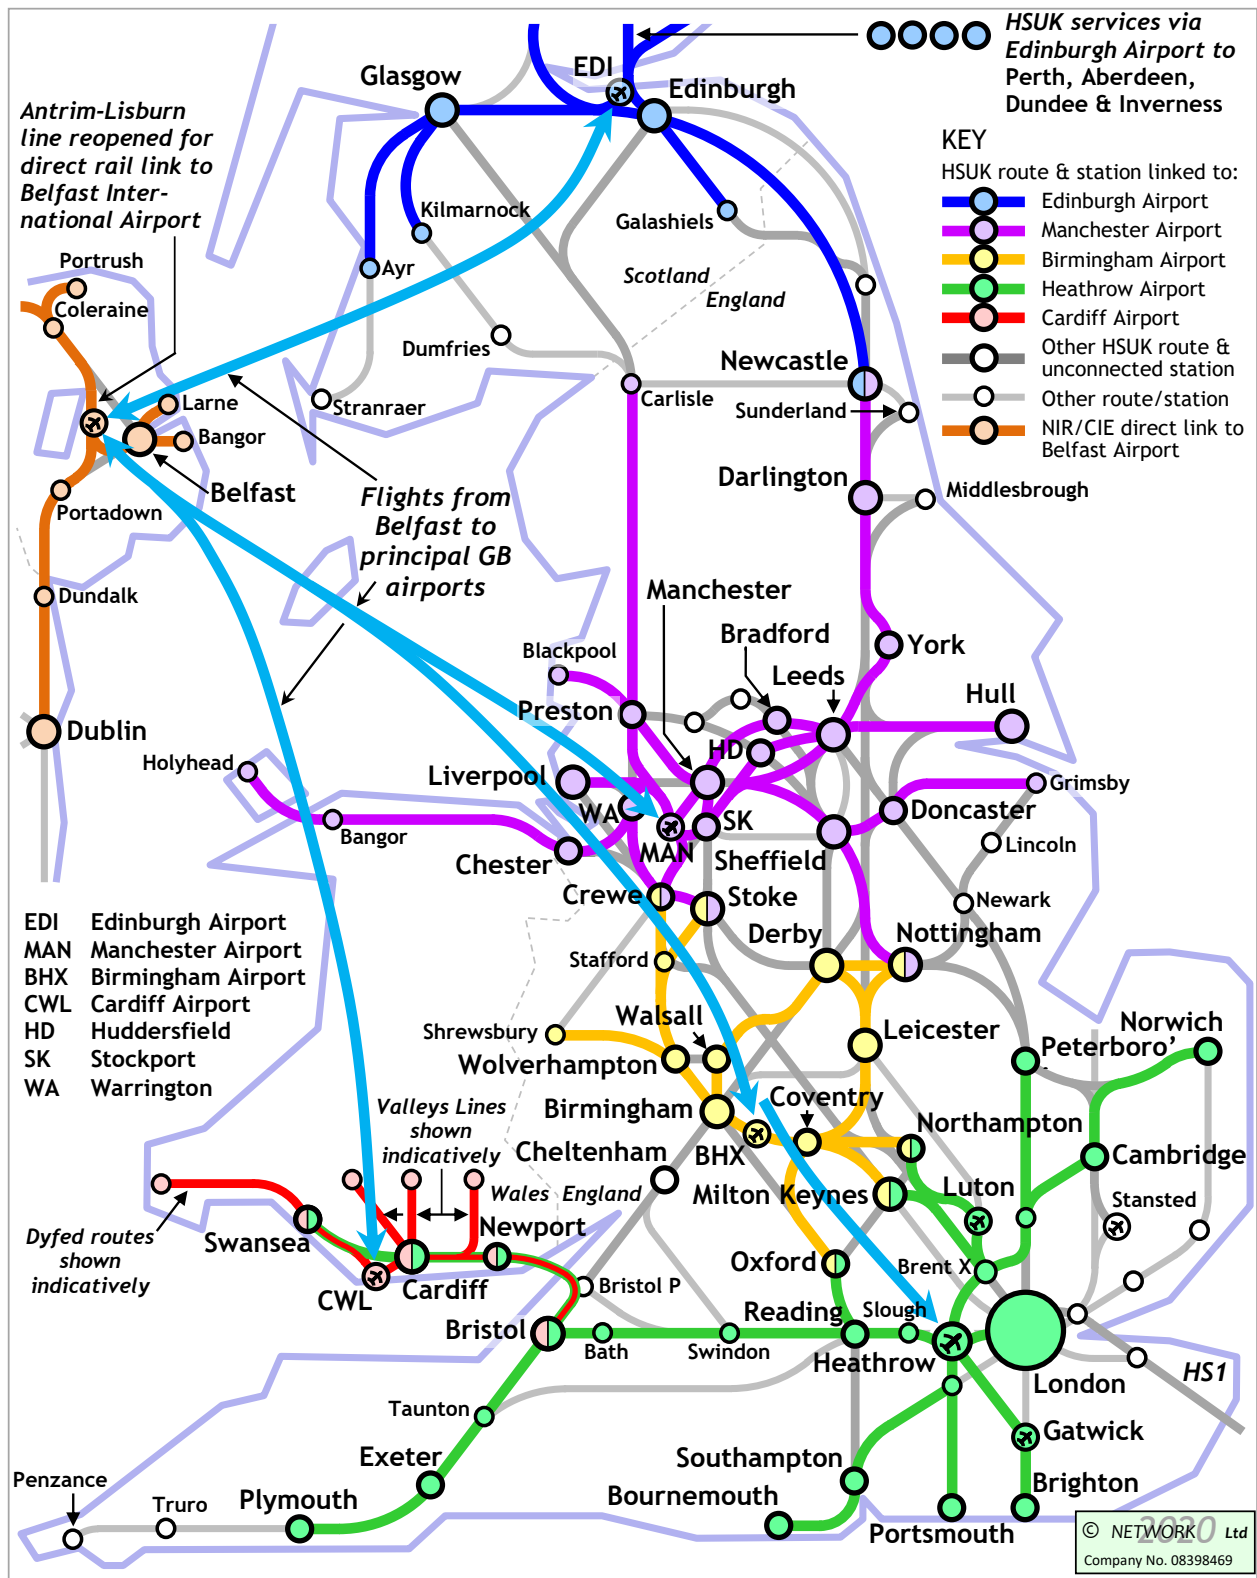 HSUK services via
Edinburgh Airport to
Perth, Aberdeen,
Dundee & Inverness
EDI
Glasgow
Edinburgh
Antrim-Lisburn
line reopened for
direct rail link to
Belfast Inter-
national Airport
KEY
HSUK route & station linked to:
Edinburgh Airport
Manchester Airport
Birmingham Airport
Heathrow Airport
Cardiff Airport
Other HSUK route &
unconnected station
Other route/station
NIR/CIE direct link to
Belfast Airport
Kilmarnock
Galashiels
Ayr
Portrush
Coleraine
Scotland
England
Dumfries
Newcastle
Carlisle
Sunderland
Stranraer
Larne
Bangor
Belfast
Portadown
Darlington
Middlesbrough
Flights from
Belfast to
principal GB
airports
Dundalk
Manchester
Bradford
Leeds
York
Blackpool
Preston
Hull
HD
Dublin
Holyhead
Liverpool
WA
Grimsby
Doncaster
Bangor
SK
MAN
Sheffield
Lincoln
Chester
Crewe
Stoke
Newark
Derby
Nottingham
EDI Edinburgh Airport
MAN Manchester Airport
BHX Birmingham Airport
CWL Cardiff Airport
HD Huddersfield
SK Stockport
WA Warrington
Stafford
Walsall
Shrewsbury
Wolverhampton
Leicester
Norwich
Peterboro’
Birmingham
Coventry
Northampton
Valleys Lines
shown
indicatively
Cheltenham
BHX
Cambridge
Wales England
Milton Keynes
Luton
Stansted
Dyfed routes
shown
indicatively
Swansea
Newport
CWL
Cardiff
Bristol P
Oxford
Brent X
Bristol
Bath
Swindon
Reading
Slough
Heathrow
London
HS1
Taunton
Gatwick
Exeter
Southampton
Brighton
Penzance
Truro
Plymouth
Bournemouth
Portsmouth
© NETWORK 2020 Ltd
Company No. 08398469